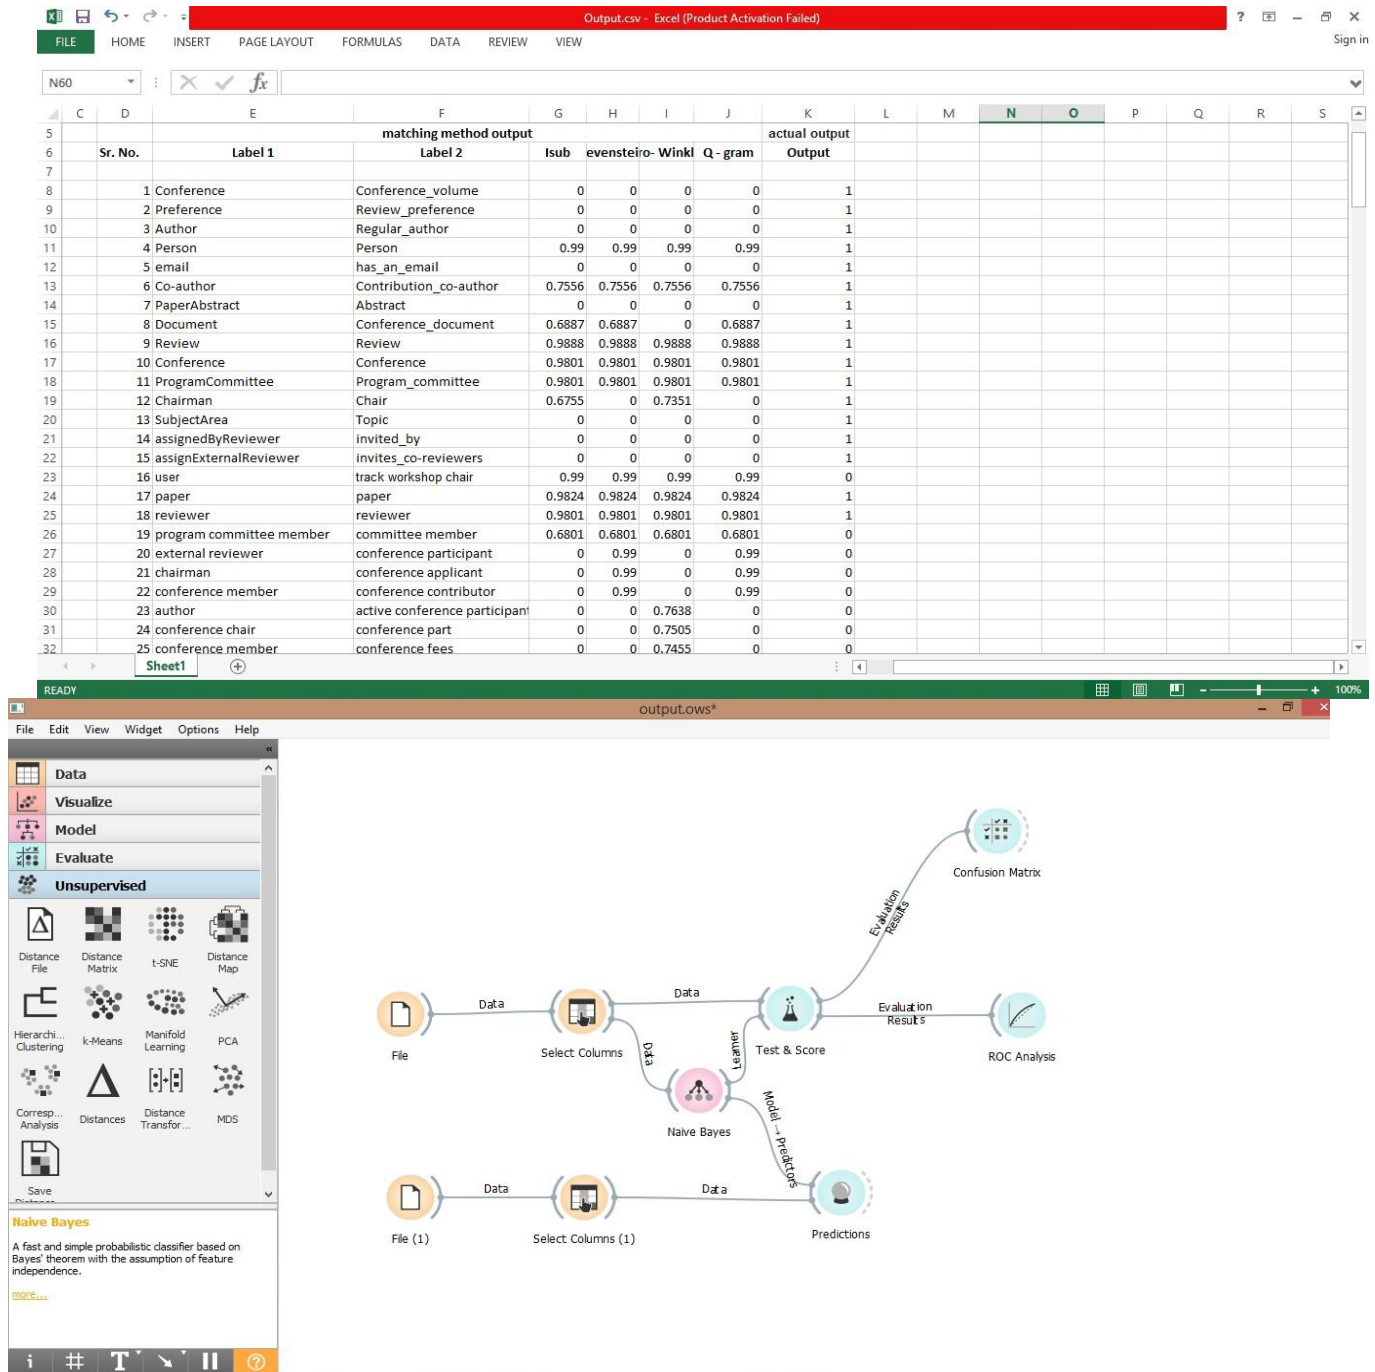 Output.csv - Excel (Product Activation Failed)
FILE HOME INSERT PAGE LAYOUT FORMULAS DATA REVIEW VIEW Sign in
N60 fx
C D E F G H I J K L M N O P Q R S
5 matching method output actual output
6 Sr. No. Label 1 Label 2 Isub evenstei ro- Winkl Q - gram Output
7
8 1 Conference Conference_volume 0 0 0 0 1
9 2 Preference Review_preference 0 0 0 0 1
10 3 Author Regular_author 0 0 0 0 1
11 4 Person Person 0.99 0.99 0.99 0.99 1
12 5 email has_an_email 0 0 0 0 1
13 6 Co-author Contribution_co-author 0.7556 0.7556 0.7556 0.7556 1
14 7 PaperAbstract Abstract 0 0 0 0 1
15 8 Document Conference_document 0.6887 0.6887 0 0.6887 1
16 9 Review Review 0.9888 0.9888 0.9888 0.9888 1
17 10 Conference Conference 0.9801 0.9801 0.9801 0.9801 1
18 11 ProgramCommittee Program_committee 0.9801 0.9801 0.9801 0.9801 1
19 12 Chairman Chair 0.6755 0 0.7351 0 1
20 13 SubjectArea Topic 0 0 0 0 1
21 14 assignedByReviewer invited_by 0 0 0 0 1
22 15 assignExternalReviewer invites_co-reviewers 0 0 0 0 1
23 16 user track workshop chair 0.99 0.99 0.99 0.99 0
24 17 paper paper 0.9824 0.9824 0.9824 0.9824 1
25 18 reviewer reviewer 0.9801 0.9801 0.9801 0.9801 1
26 19 program committee member committee member 0.6801 0.6801 0.6801 0.6801 0
27 20 external reviewer conference participant 0 0.99 0 0.99 0
28 21 chairman conference applicant 0 0.99 0 0.99 0
29 22 conference member conference contributor 0 0.99 0 0.99 0
30 23 author active conference participant 0 0 0.7638 0 0
31 24 conference chair conference part 0 0 0.7505 0 0
32 25 conference member conference fees 0 0 0.7455 0 0
Sheet1
READY 100%
output.ows*
File Edit View Widget Options Help
Data
Visualize
Model
Evaluate
Unsupervised
Distance File
Distance Matrix
t-SNE
Distance Map
Hierarchi... Clustering
k-Means
Manifold Learning
PCA
Corresp... Analysis
Distances
Distance Transfor...
MDS
Save
Naive Bayes
A fast and simple probabilistic classifier based on
Bayes' theorem with the assumption of feature
independence.
more...
Confusion Matrix
Evaluation
Results
Data
Data
Evaluation
Results
File
Select Columns
Data
Learner
Test & Score
ROC Analysis
Naive Bayes
Model → Predictors
Data
Data
File (1)
Select Columns (1)
Predictions